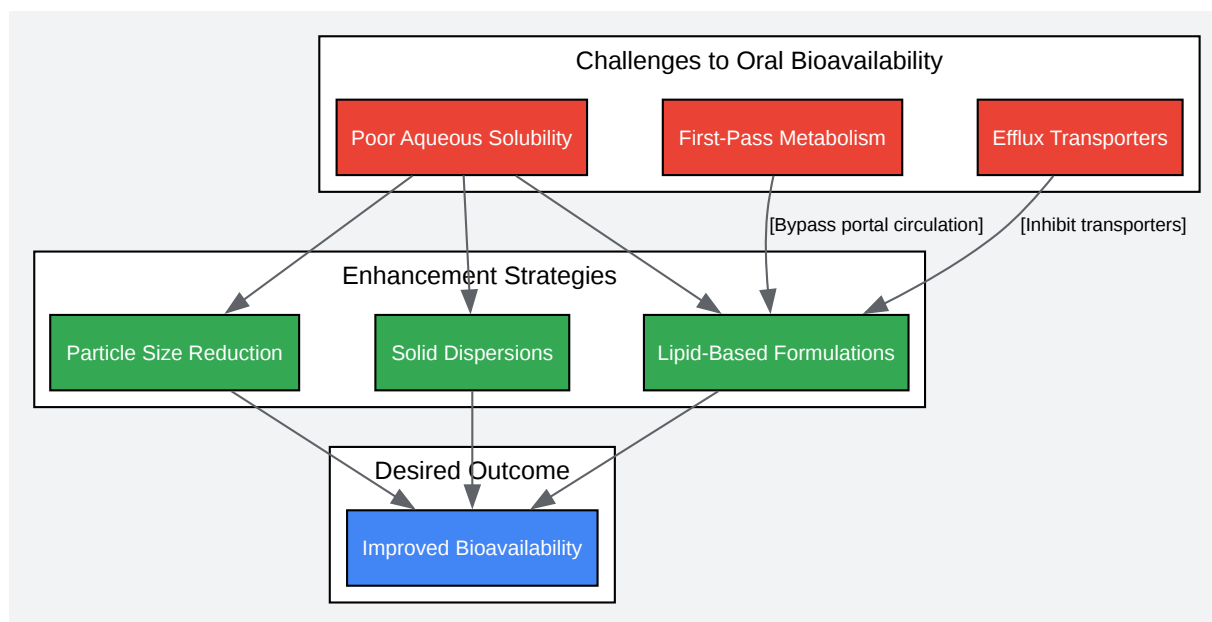 Challenges to Oral Bioavailability
Poor Aqueous Solubility
First-Pass Metabolism
Efflux Transporters
[Bypass portal circulation]
[Inhibit transporters]
Enhancement Strategies
Particle Size Reduction
Solid Dispersions
Lipid-Based Formulations
Desired Outcome
Improved Bioavailability